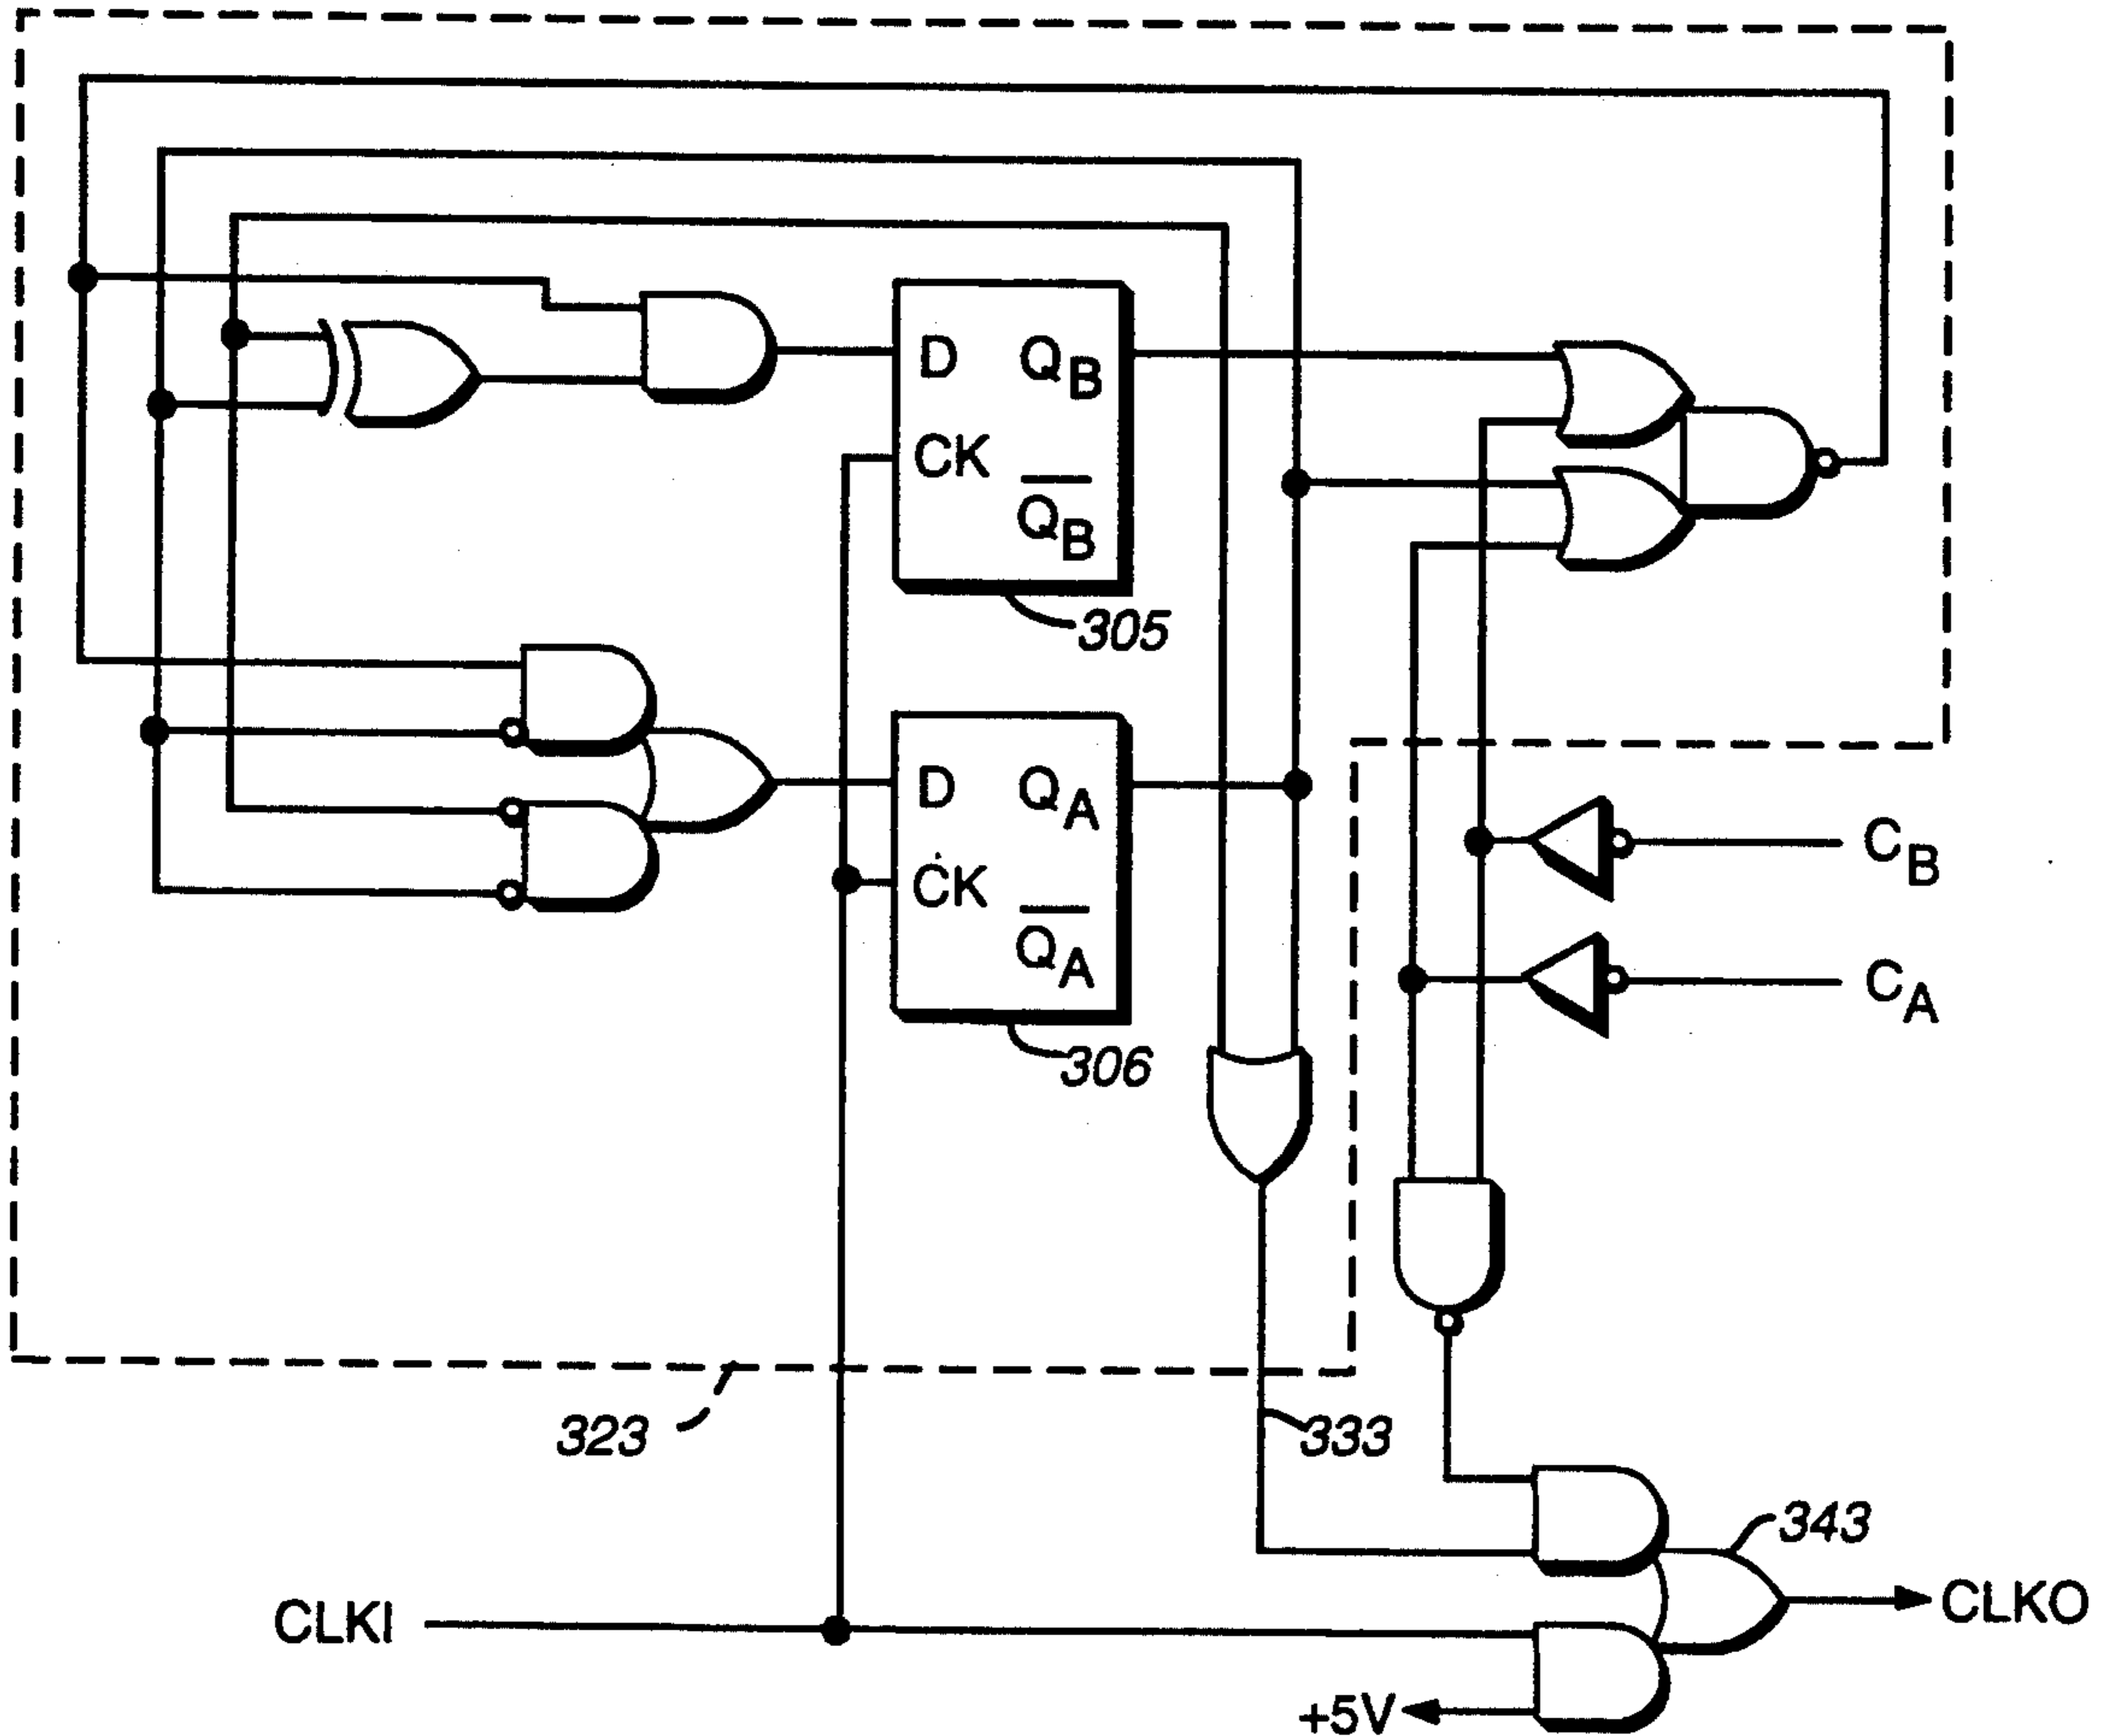 D Q_B
CK
Q̅_B̅
305
D Q_A
CK
Q̅_A̅
306
C_B
C_A
323
333
343
CLKI
CLKO
+5V